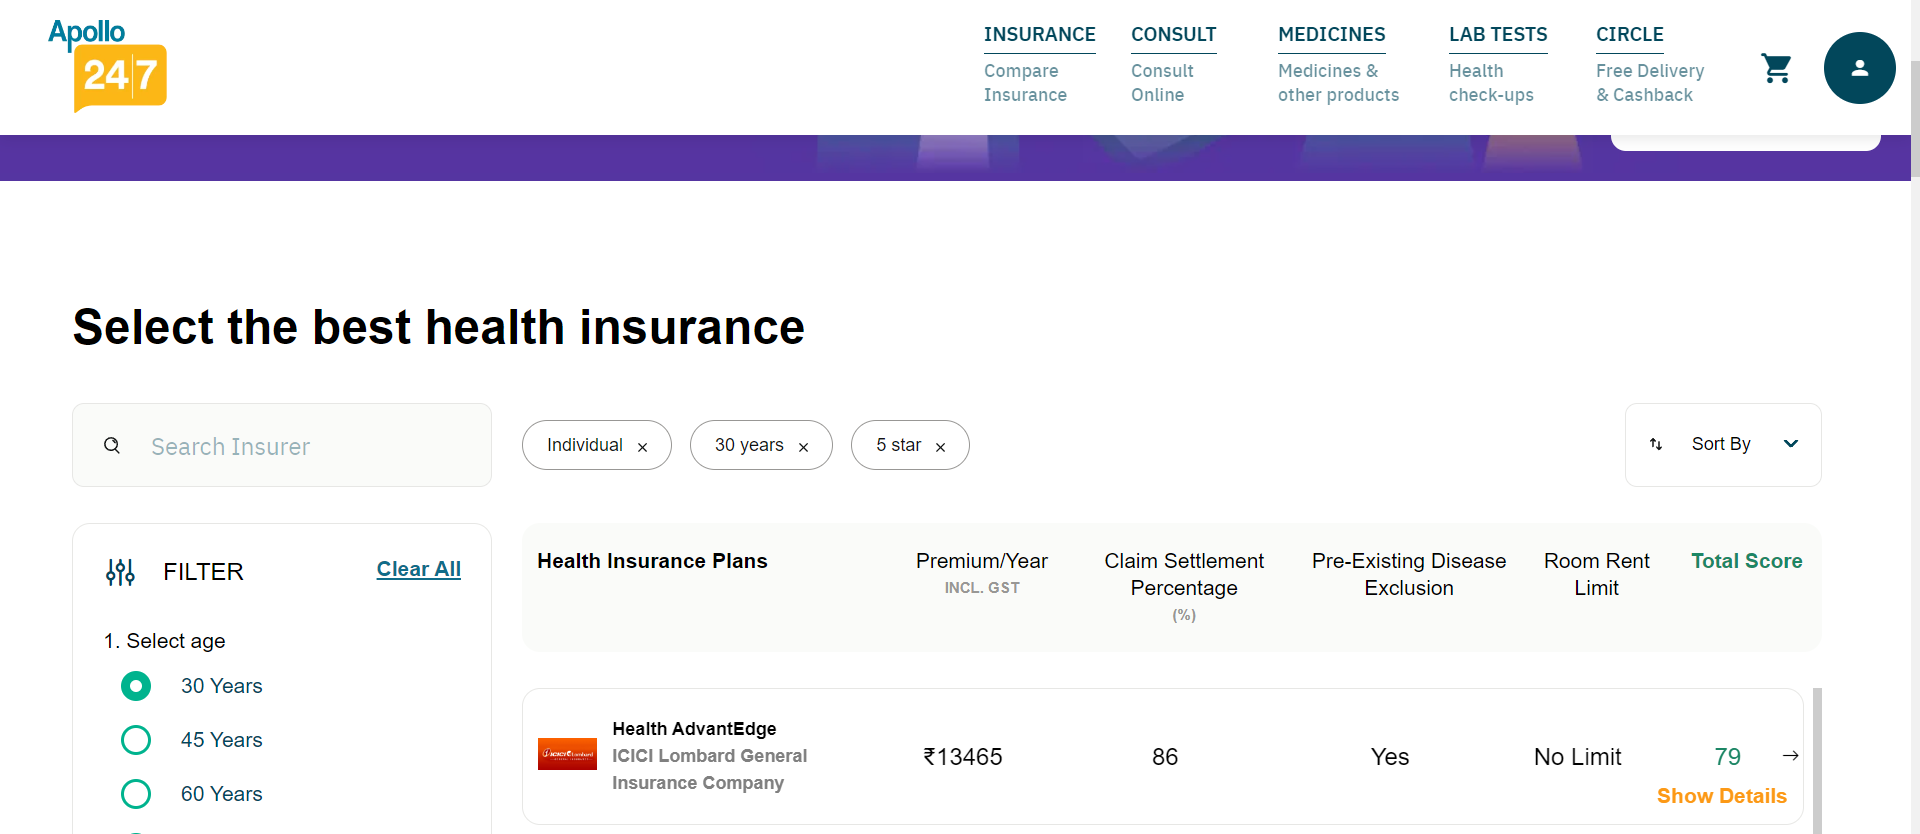 Apollo
24|7
INSURANCE
Compare
Insurance
CONSULT
Consult
Online
MEDICINES
Medicines &
other products
LAB TESTS
Health
check-ups
CIRCLE
Free Delivery
& Cashback
Select the best health insurance
Search Insurer
Individual ×
30 years ×
5 star ×
Sort By
FILTER
Clear All
1. Select age
30 Years
45 Years
60 Years
Health Insurance Plans
Premium/Year
INCL. GST
Claim Settlement
Percentage
(%)
Pre-Existing Disease
Exclusion
Room Rent
Limit
Total Score
ICICI Lombard
Health AdvantEdge
ICICI Lombard General
Insurance Company
₹13465
86
Yes
No Limit
79
Show Details